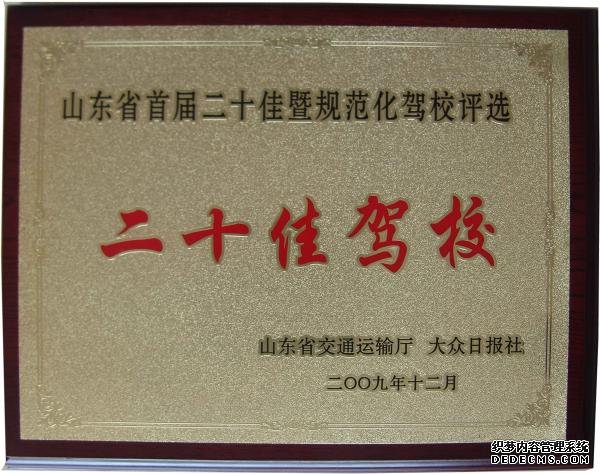 山东省首届二十佳暨规范化驾校评选
二十佳驾校
山东省交通运输厅 大众日报社
二〇〇九年十二月
织梦内容管理系统
DEDECMS.COM